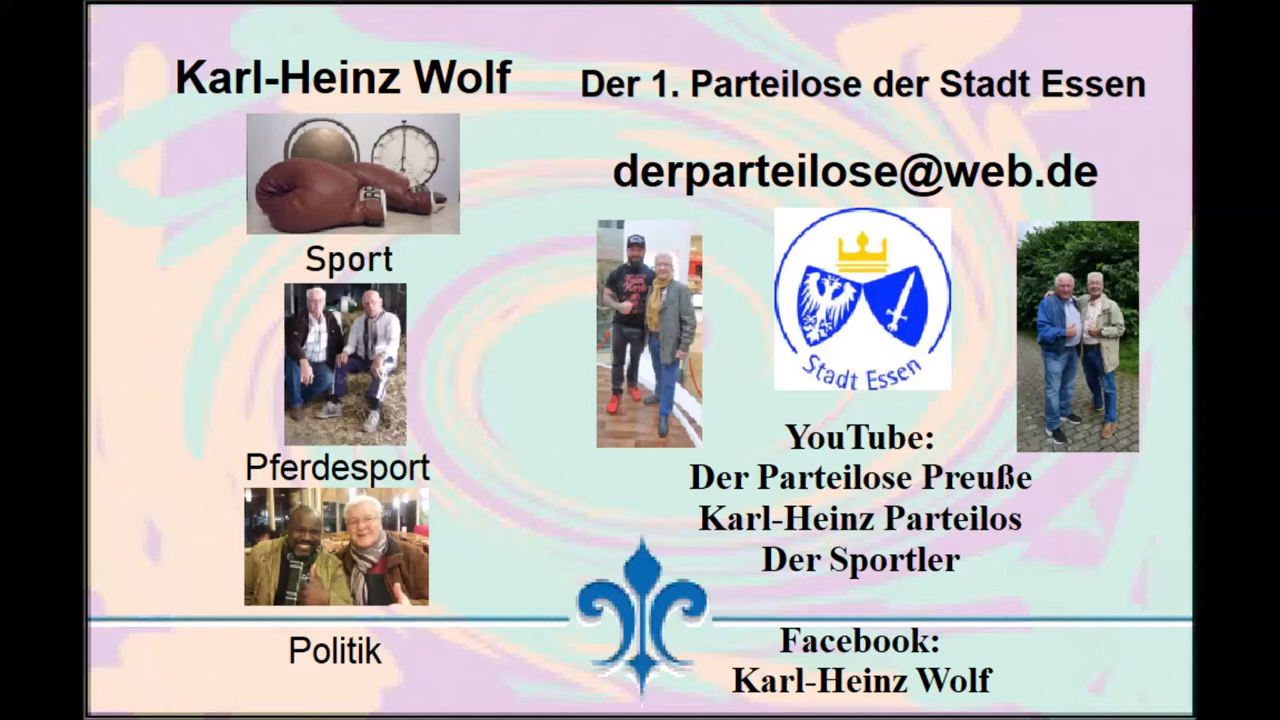 Karl-Heinz Wolf
Der 1. Parteilose der Stadt Essen
derparteilose@web.de
Sport
Stadt Essen
Pferdesport
YouTube:
Der Parteilose Preuße
Karl-Heinz Parteilos
Der Sportler
Politik
Facebook:
Karl-Heinz Wolf